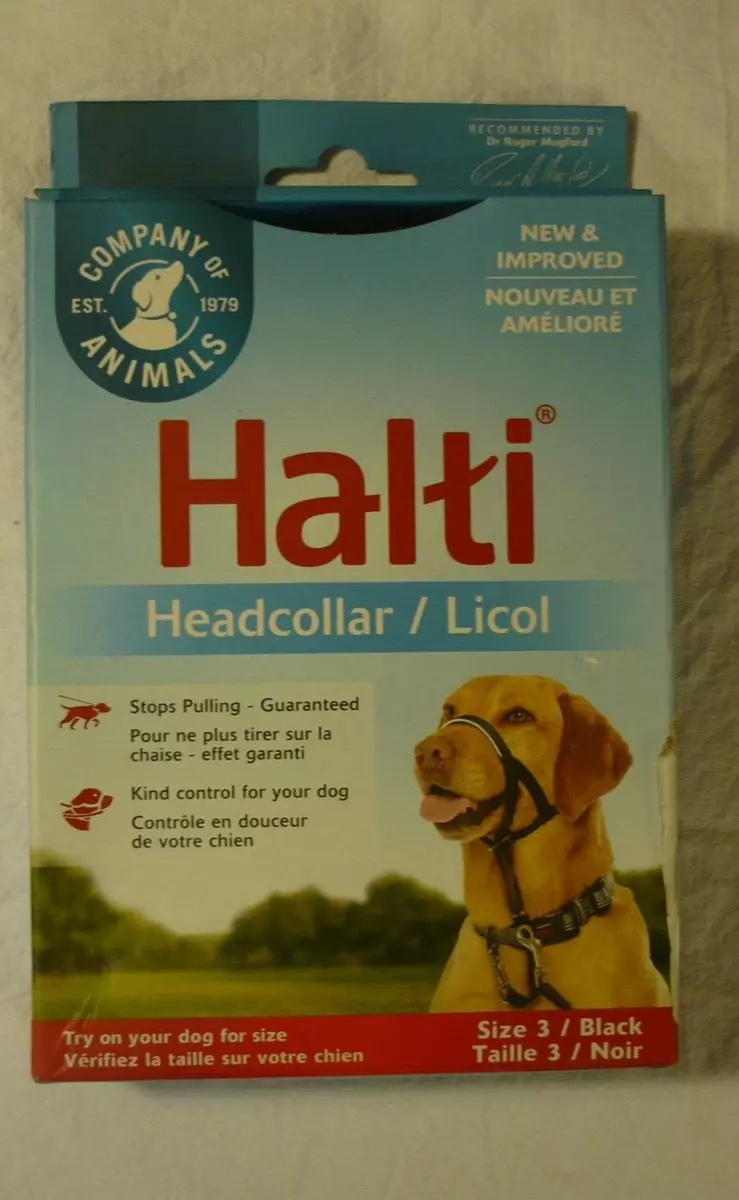 RECOMMENDED BY
Dr Roger Mugford
COMPANY OF
EST. 1979
ANIMALS
NEW &
IMPROVED
NOUVEAU ET
AMÉLIORÉ
Halti®
Headcollar / Licol
Stops Pulling - Guaranteed
Pour ne plus tirer sur la
chaise - effet garanti
Kind control for your dog
Contrôle en douceur
de votre chien
Try on your dog for size
Vérifiez la taille sur votre chien
Size 3 / Black
Taille 3 / Noir